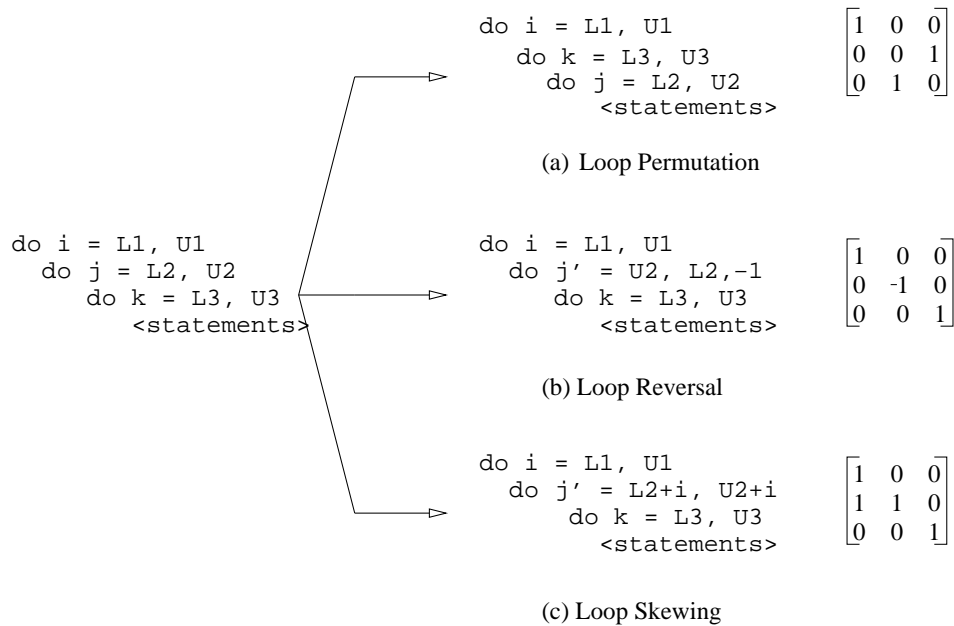 do i = L1, U1
do j = L2, U2
do k = L3, U3
<statements>
do i = L1, U1
do k = L3, U3
do j = L2, U2
<statements>
1 0 0
0 0 1
0 1 0
(a) Loop Permutation
do i = L1, U1
do j’ = U2, L2,−1
do k = L3, U3
<statements>
1 0 0
0 -1 0
0 0 1
(b) Loop Reversal
do i = L1, U1
do j’ = L2+i, U2+i
do k = L3, U3
<statements>
1 0 0
1 1 0
0 0 1
(c) Loop Skewing